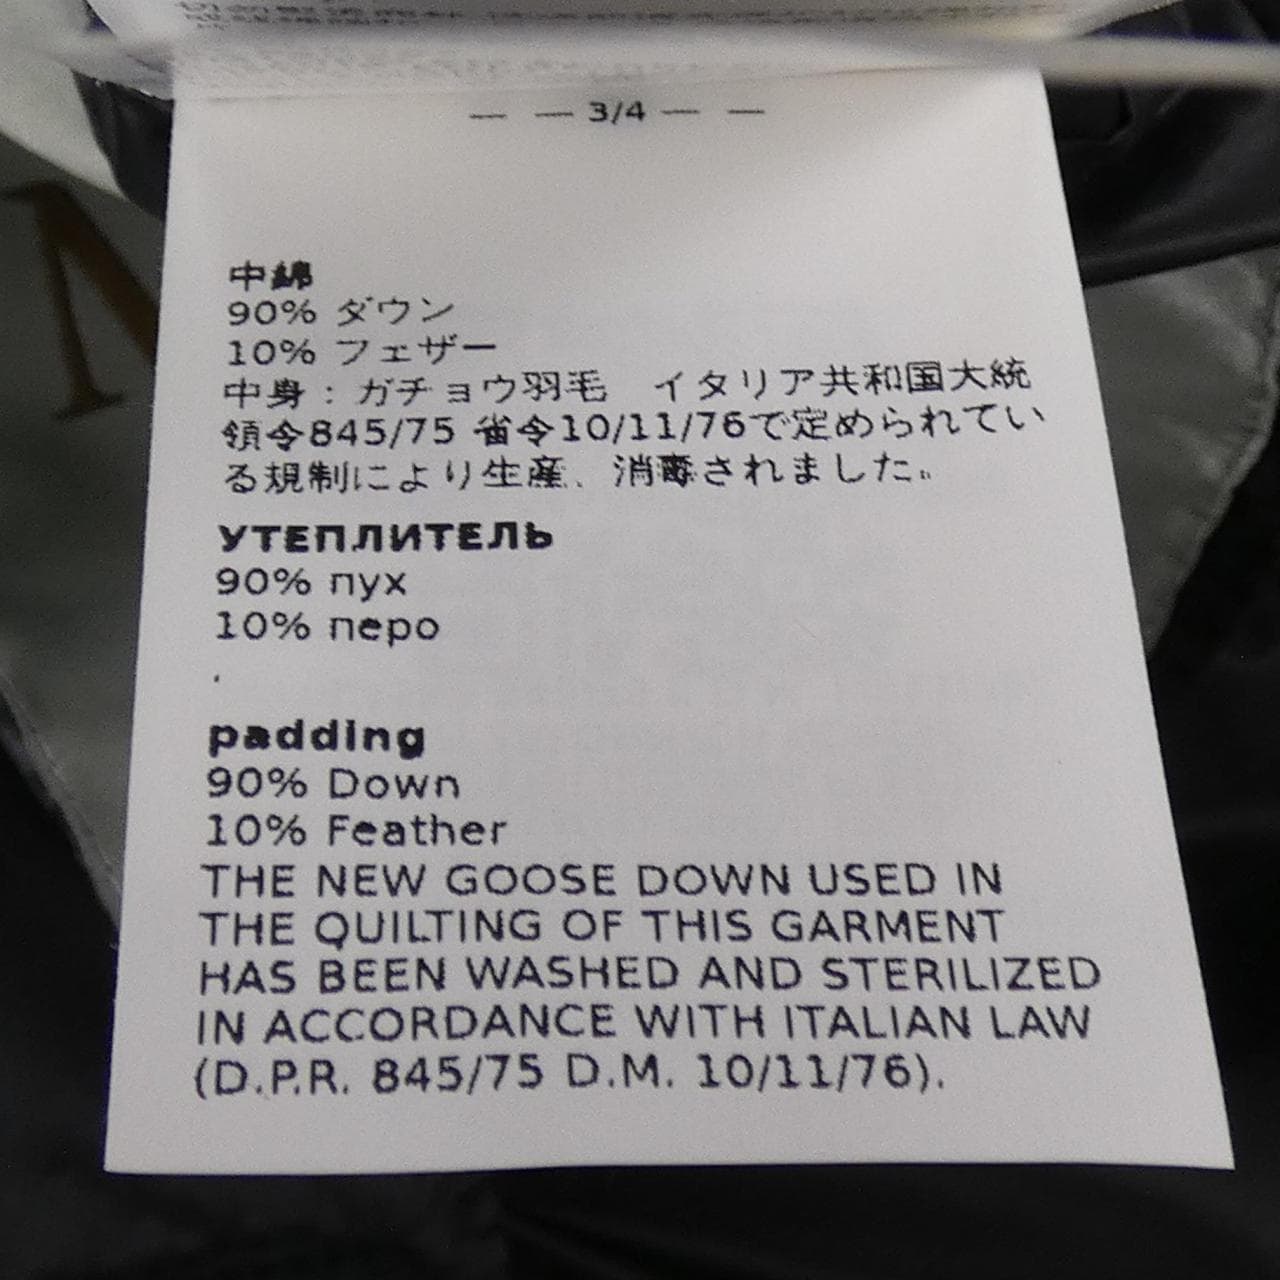 — — 3/4 — —
中綿
90% ダウン
10% フェザー
中身：ガチョウ羽毛　イタリア共和国大統
領令845/75 省令10/11/76で定められてい
る規制により生産、消毒されました。
УТЕПЛИТЕЛЬ
90% пух
10% перо
.
padding
90% Down
10% Feather
THE NEW GOOSE DOWN USED IN
THE QUILTING OF THIS GARMENT
HAS BEEN WASHED AND STERILIZED
IN ACCORDANCE WITH ITALIAN LAW
(D.P.R. 845/75 D.M. 10/11/76).